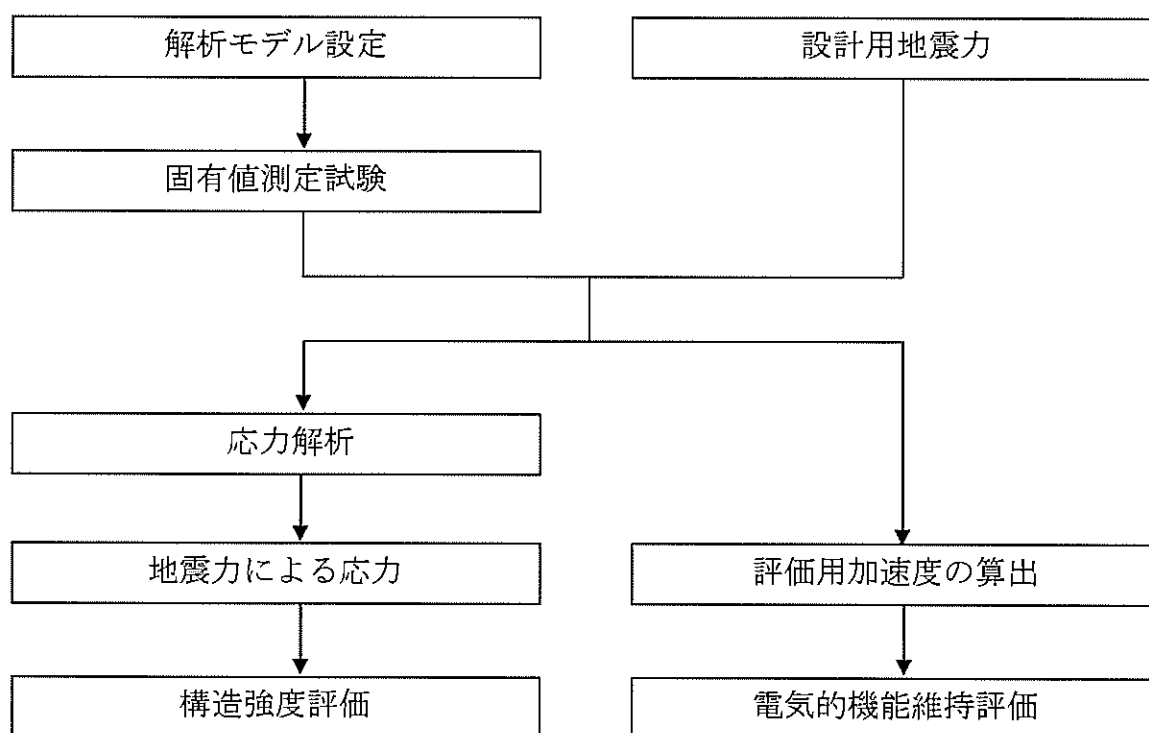 解析モデル設定
設計用地震力
固有値測定試験
応力解析
地震力による応力
評価用加速度の算出
構造強度評価
電気的機能維持評価